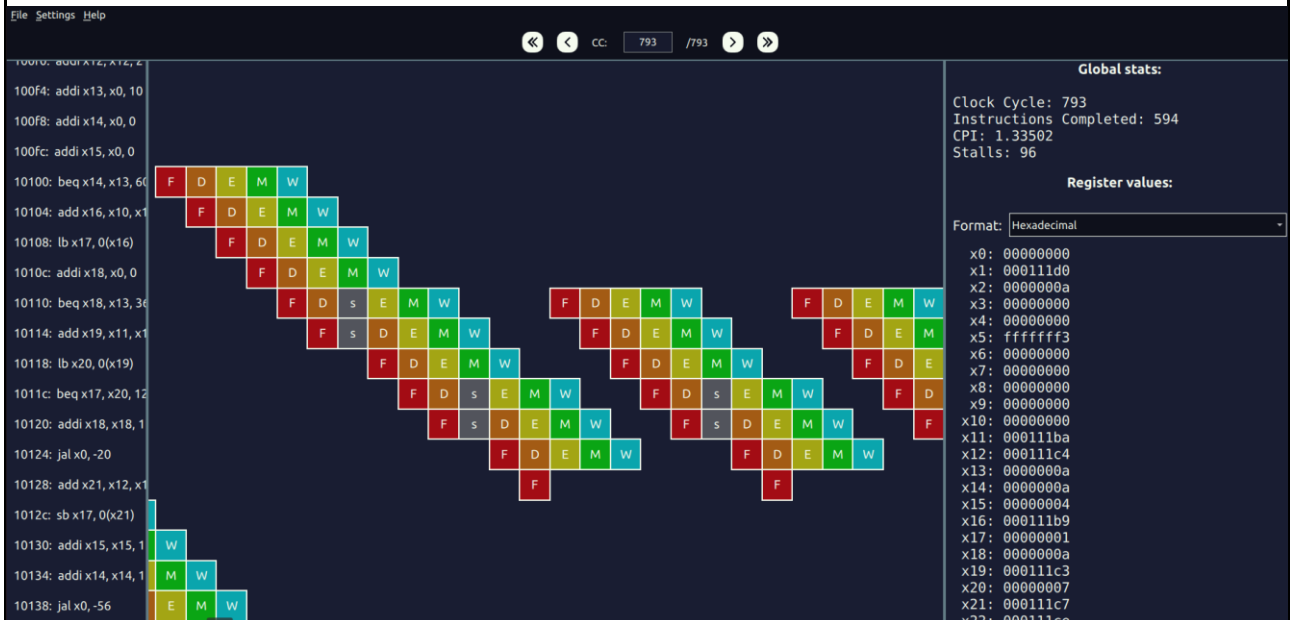 File Settings Help
CC: 793 /793
100f0: addi x12, x12, 2
100f4: addi x13, x0, 10
100f8: addi x14, x0, 0
100fc: addi x15, x0, 0
10100: beq x14, x13, 60 F D E M W
10104: add x16, x10, x1 F D E M W
10108: lb x17, 0(x16) F D E M W
1010c: addi x18, x0, 0 F D E M W
10110: beq x18, x13, 36 F D s E M W F D E M W F D E M W
10114: add x19, x11, x1 F s D E M W F D E M W F D E M
10118: lb x20, 0(x19) F D E M W F D E M W F D E
1011c: beq x17, x20, 12 F D s E M W F D s E M W F D
10120: addi x18, x18, 1 F s D E M W F s D E M W F
10124: jal x0, -20 F D E M W F D E M W
10128: add x21, x12, x1 F F
1012c: sb x17, 0(x21)
10130: addi x15, x15, 1 W
10134: addi x14, x14, 1 M W
10138: jal x0, -56 E M W
Global stats:
Clock Cycle: 793
Instructions Completed: 594
CPI: 1.33502
Stalls: 96
Register values:
Format: Hexadecimal
x0: 00000000
x1: 000111d0
x2: 0000000a
x3: 00000000
x4: 00000000
x5: fffffff3
x6: 00000000
x7: 00000000
x8: 00000000
x9: 00000000
x10: 00000000
x11: 000111ba
x12: 000111c4
x13: 0000000a
x14: 0000000a
x15: 00000004
x16: 000111b9
x17: 00000001
x18: 0000000a
x19: 000111c3
x20: 00000007
x21: 000111c7